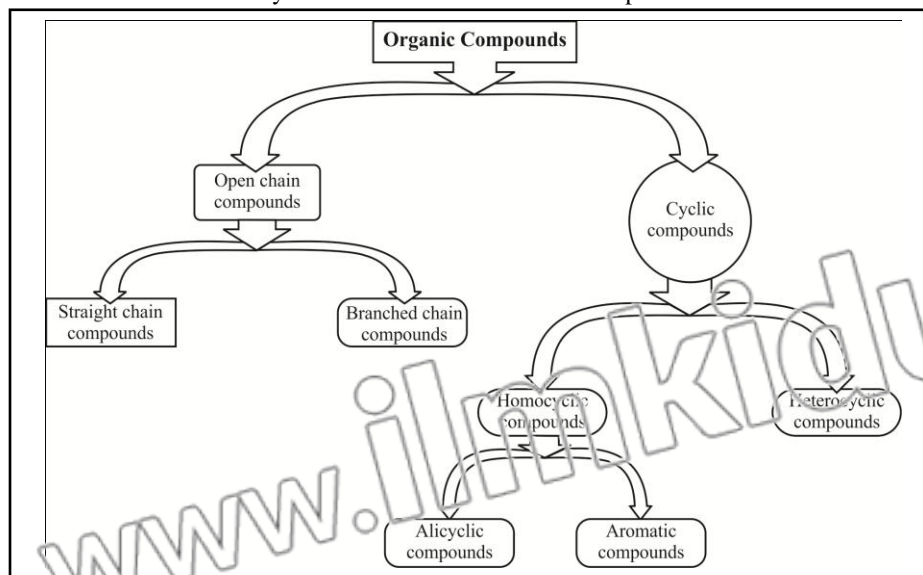 Organic Compounds
Open chain
compounds
Cyclic
compounds
Straight chain
compounds
Branched chain
compounds
Homocyclic
compounds
Heterocyclic
compounds
Alicyclic
compounds
Aromatic
compounds
www.ilmkidu